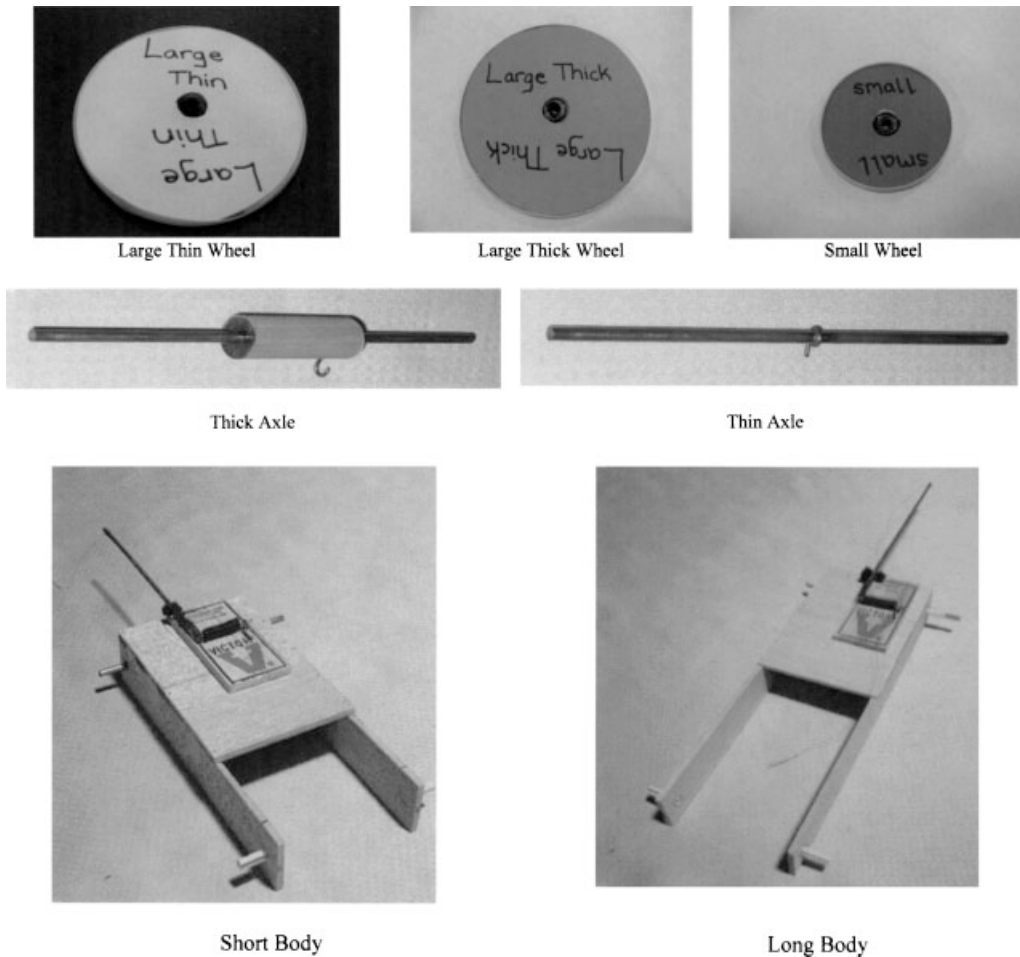 Large
Thin
Large
Thin
Large Thick
Large Thick
small
small
Large Thin Wheel
Large Thick Wheel
Small Wheel
Thick Axle
Thin Axle
VICTOR
Short Body
Long Body